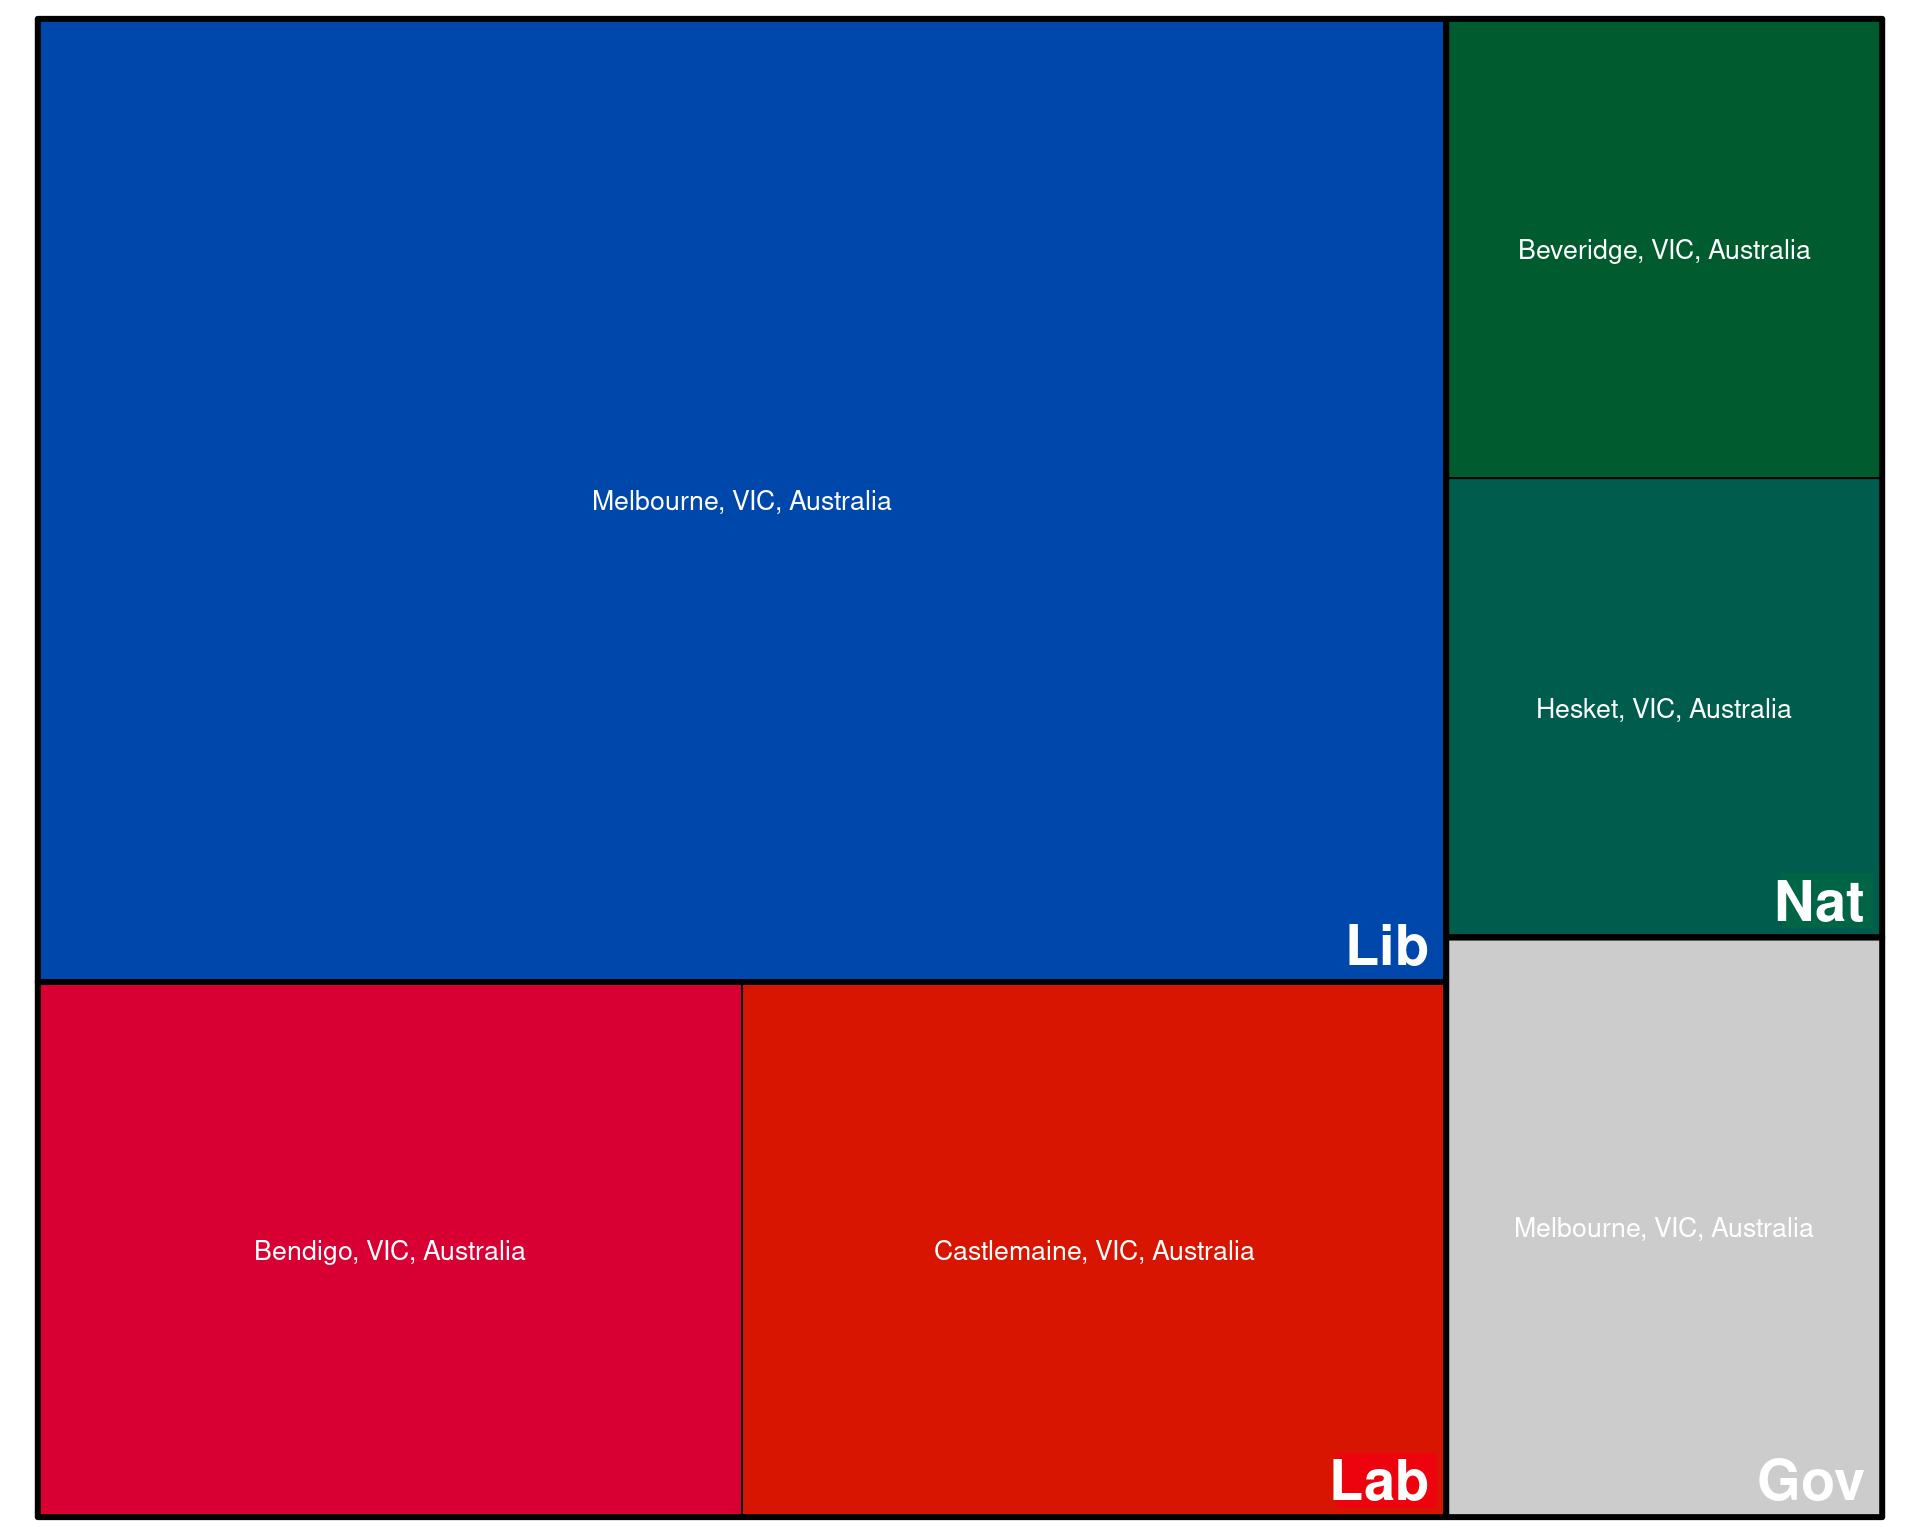 Melbourne, VIC, Australia
Lib
Bendigo, VIC, Australia
Castlemaine, VIC, Australia
Lab
Beveridge, VIC, Australia
Hesket, VIC, Australia
Nat
Melbourne, VIC, Australia
Gov